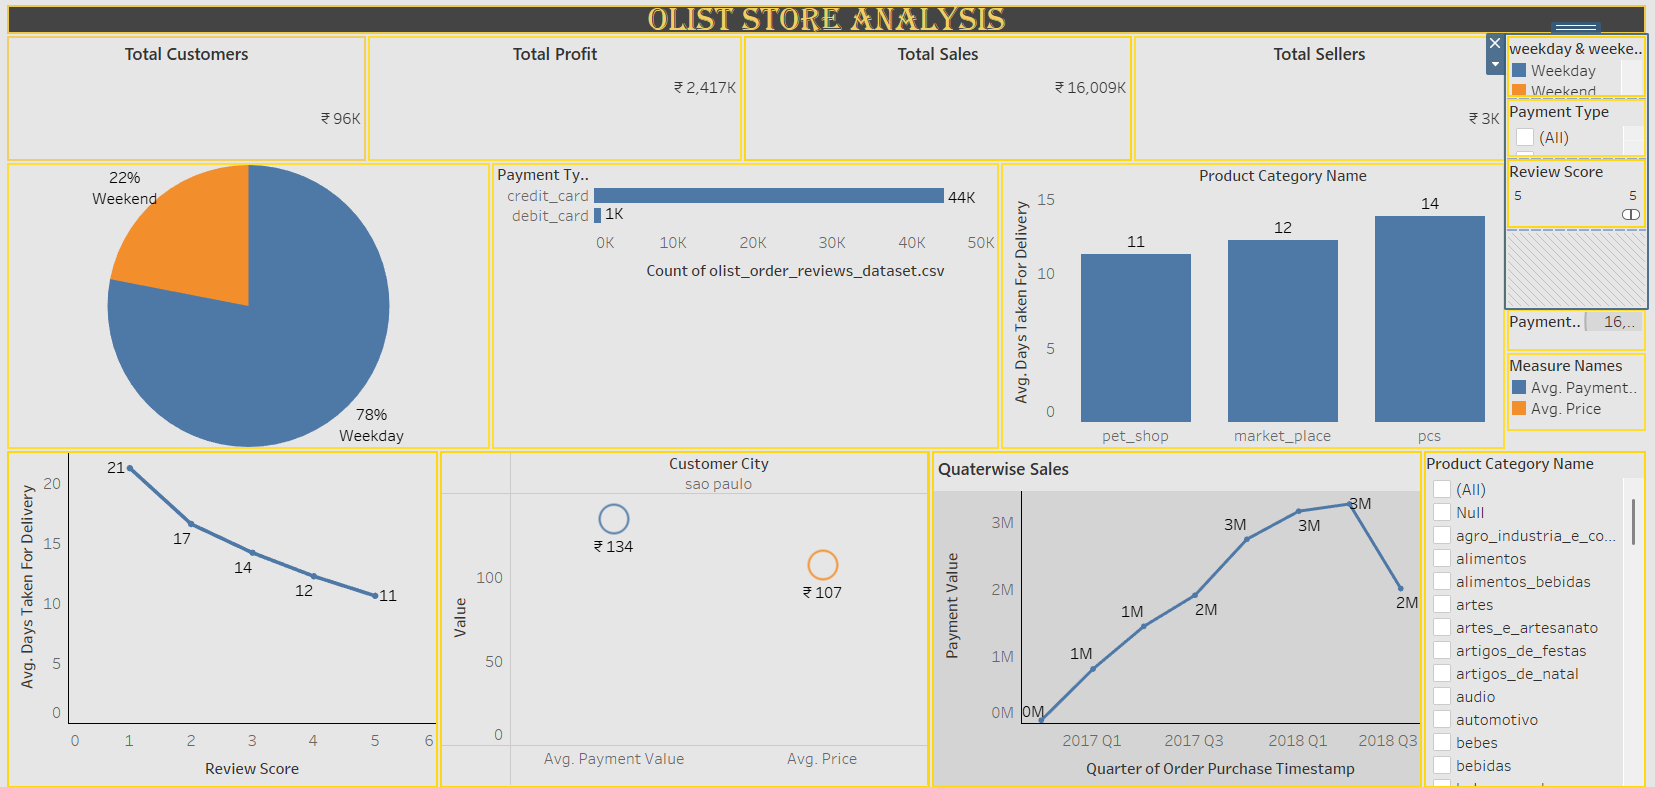 OLIST STORE ANALYSIS
Total Customers
₹ 96K
Total Profit
₹ 2,417K
Total Sales
₹ 16,009K
Total Sellers
₹ 3K
weekday & weeke..
Weekday
Weekend
Payment Type
(All)
Review Score
5 5
Payment.. 16,..
Measure Names
Avg. Payment..
Avg. Price
22%
Weekend
78%
Weekday
Payment Ty..
credit_card 44K
debit_card 1K
0K 10K 20K 30K 40K 50K
Count of olist_order_reviews_dataset.csv
Product Category Name
Avg. Days Taken For Delivery
15
10
5
0
11
12
14
pet_shop market_place pcs
Avg. Days Taken For Delivery
20
15
10
5
0
21
17
14
12
11
0 1 2 3 4 5 6
Review Score
Customer City
sao paulo
Value
100
50
0
₹ 134
₹ 107
Avg. Payment Value Avg. Price
Quaterwise Sales
Payment Value
3M
2M
1M
0M
0M
1M
1M
2M
3M
3M
3M
2M
2017 Q1 2017 Q3 2018 Q1 2018 Q3
Quarter of Order Purchase Timestamp
Product Category Name
(All)
Null
agro_industria_e_co...
alimentos
alimentos_bebidas
artes
artes_e_artesanato
artigos_de_festas
artigos_de_natal
audio
automotivo
bebes
bebidas